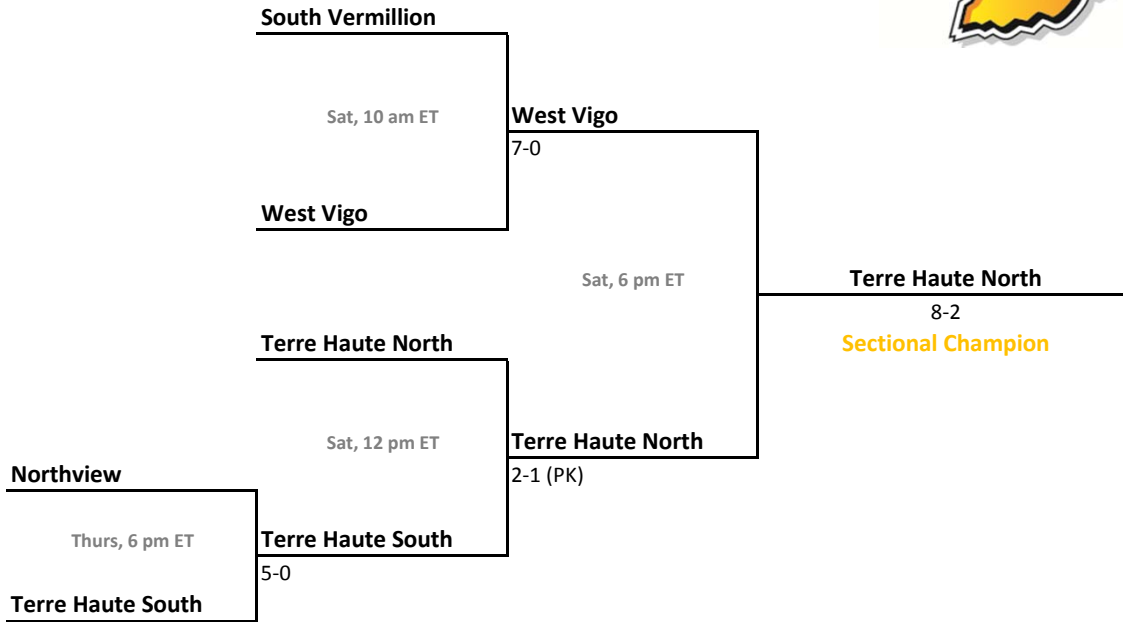 South Vermillion
Sat, 10 am ET
West Vigo
7-0
West Vigo
Sat, 6 pm ET
Terre Haute North
8-2
Sectional Champion
Terre Haute North
Sat, 12 pm ET
Terre Haute North
2-1 (PK)
Northview
Thurs, 6 pm ET
Terre Haute South
5-0
Terre Haute South